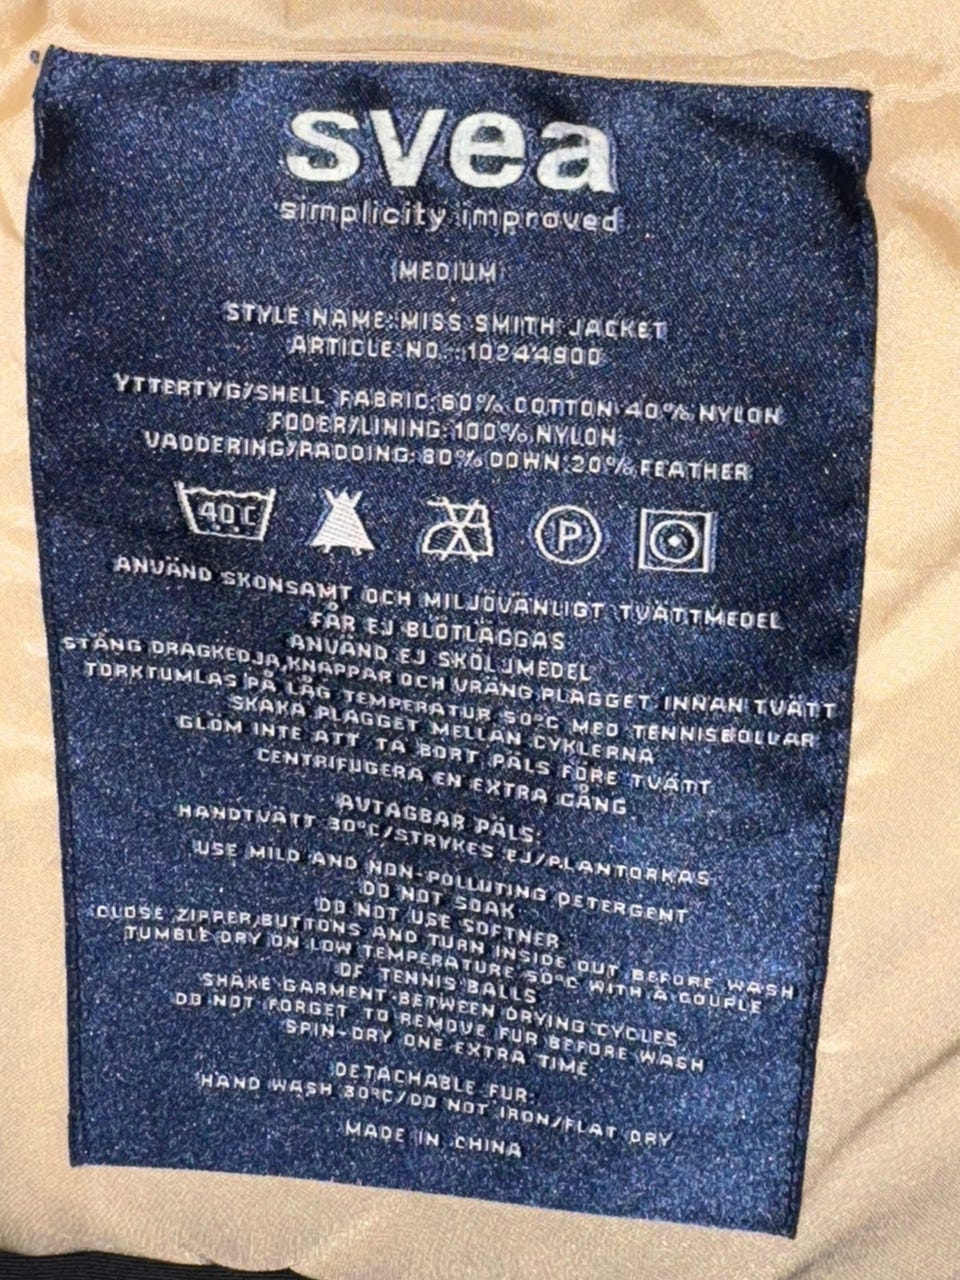 svea
simplicity improved
MEDIUM
STYLE NAME: MISS SMITH JACKET
ARTICLE NO.: 10244900
YTTERTYG/SHELL FABRIC: 60% COTTON 40% NYLON
FODER/LINING: 100% NYLON
VADDERING/PADDING: 80% DOWN 20% FEATHER
40°C P
ANVÄND SKONSAMT OCH MILJÖVÄNLIGT TVÄTTMEDEL
FÅR EJ BLÖTLÄGGAS
ANVÄND EJ SKÖLJMEDEL
STÄNG DRAGKEDJA, KNAPPAR OCH VRÄNG PLAGGET INNAN TVÄTT
TORKTUMLAS PÅ LÅG TEMPERATUR 50°C MED TENNISBOLLAR
SKAKA PLAGGET MELLAN CYKLERNA
GLÖM INTE ATT TA BORT PÄLS FÖRE TVÄTT
CENTRIFUGERA EN EXTRA GÅNG
AVTAGBAR PÄLS:
HANDTVÄTT 30°C/STRYKES EJ/PLANTORKAS
USE MILD AND NON-POLLUTING DETERGENT
DO NOT SOAK
DO NOT USE SOFTNER
CLOSE ZIPPER, BUTTONS AND TURN INSIDE OUT BEFORE WASH
TUMBLE DRY ON LOW TEMPERATURE 50°C WITH A COUPLE
OF TENNIS BALLS
SHAKE GARMENT BETWEEN DRYING CYCLES
DO NOT FORGET TO REMOVE FUR BEFORE WASH
SPIN-DRY ONE EXTRA TIME
DETACHABLE FUR:
HAND WASH 30°C/DO NOT IRON/FLAT DRY
MADE IN CHINA